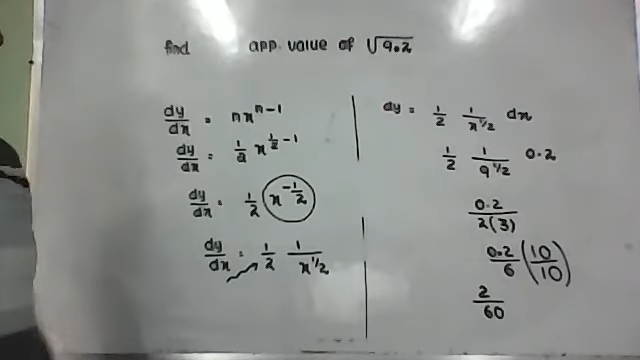 find app value of √9.2
dy/dx = nx^(n-1)
dy/dx = 1/2 x^(1/2 - 1)
dy/dx = 1/2 x^(-1/2)
dy/dx = 1/2 1/x^(1/2)
dy = 1/2 1/x^(1/2) dx
1/2 1/9^(1/2) 0.2
0.2/2(3)
0.2/6 (10/10)
2/60